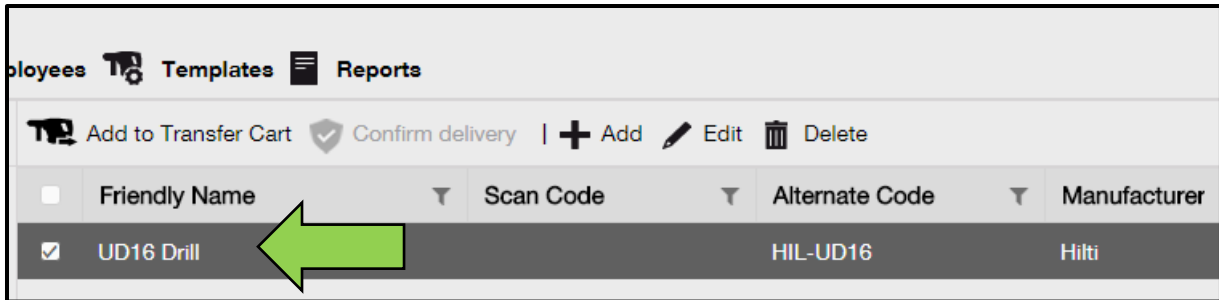 ployees Templates Reports
Add to Transfer Cart Confirm delivery | Add Edit Delete
Friendly Name Scan Code Alternate Code Manufacturer
UD16 Drill HIL-UD16 Hilti